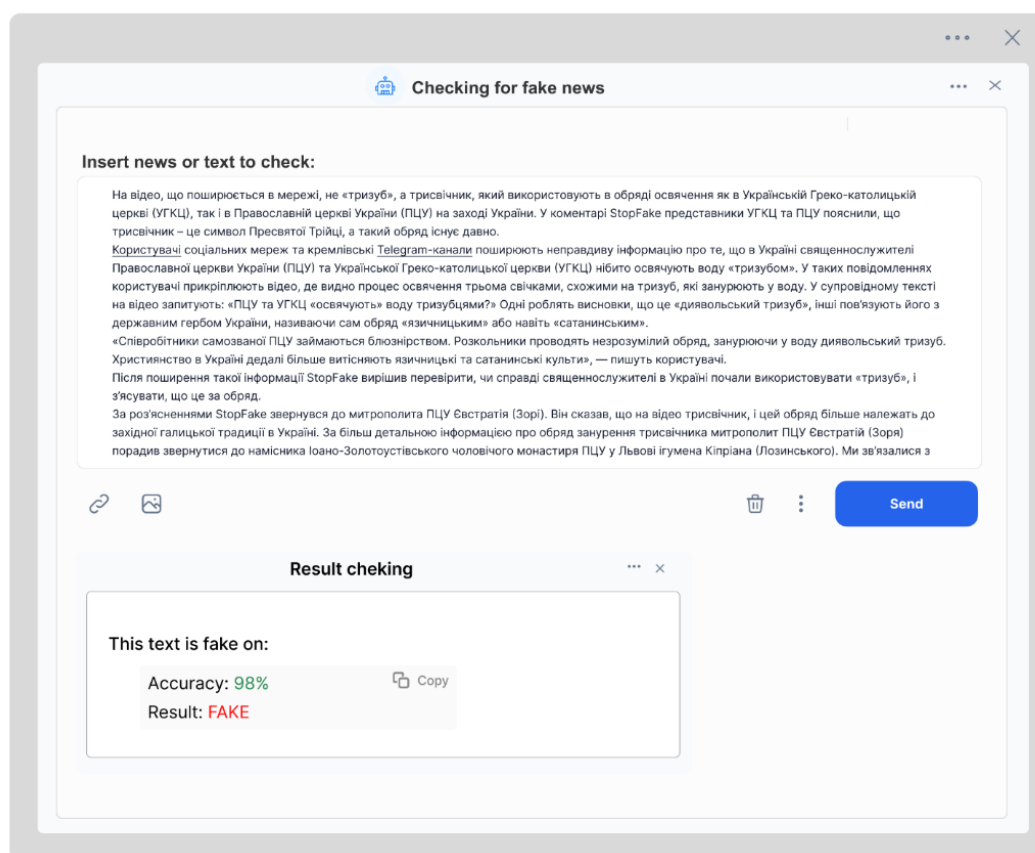 Checking for fake news
Insert news or text to check:
На відео, що поширюється в мережі, не «тризуб», а трисвічник, який використовують в обряді освячення як в Українській Греко-католицькій
церкві (УГКЦ), так і в Православній церкві України (ПЦУ) на заході України. У коментарі StopFake представники УГКЦ та ПЦУ пояснили, що
трисвічник – це символ Пресвятої Трійці, а такий обряд існує давно.
Користувачі соціальних мереж та кремлівські Telegram-канали поширюють неправдиву інформацію про те, що в Україні священнослужителі
Православної церкви України (ПЦУ) та Української Греко-католицької церкви (УГКЦ) нібито освячують воду «тризубом». У таких повідомленнях
користувачі прикріплюють відео, де видно процес освячення трьома свічками, схожими на тризуб, які занурюють у воду. У супровідному тексті
на відео запитують: «ПЦУ та УГКЦ «освячують» воду тризубцями?» Одні роблять висновки, що це «диявольський тризуб», інші пов'язують його з
державним гербом України, називаючи сам обряд «язичницьким» або навіть «сатанинським».
«Співробітники самозваної ПЦУ займаються блюзнірством. Розкольники проводять незрозумілий обряд, занурюючи у воду диявольський тризуб.
Християнство в Україні дедалі більше витісняють язичницькі та сатанинські культи», — пишуть користувачі.
Після поширення такої інформації StopFake вирішив перевірити, чи справді священнослужителі в Україні почали використовувати «тризуб», і
з'ясувати, що це за обряд.
За роз'ясненнями StopFake звернувся до митрополита ПЦУ Євстратія (Зорі). Він сказав, що на відео трисвічник, і цей обряд більше належать до
західної галицької традиції в Україні. За більш детальною інформацією про обряд занурення трисвічника митрополит ПЦУ Євстратій (Зоря)
порадив звернутися до намісника Іоано-Золотоустівського чоловічого монастиря ПЦУ у Львові ігумена Кіпріана (Лозинського). Ми зв'язалися з
Send
Result cheking
This text is fake on:
Accuracy: 98%
Copy
Result: FAKE